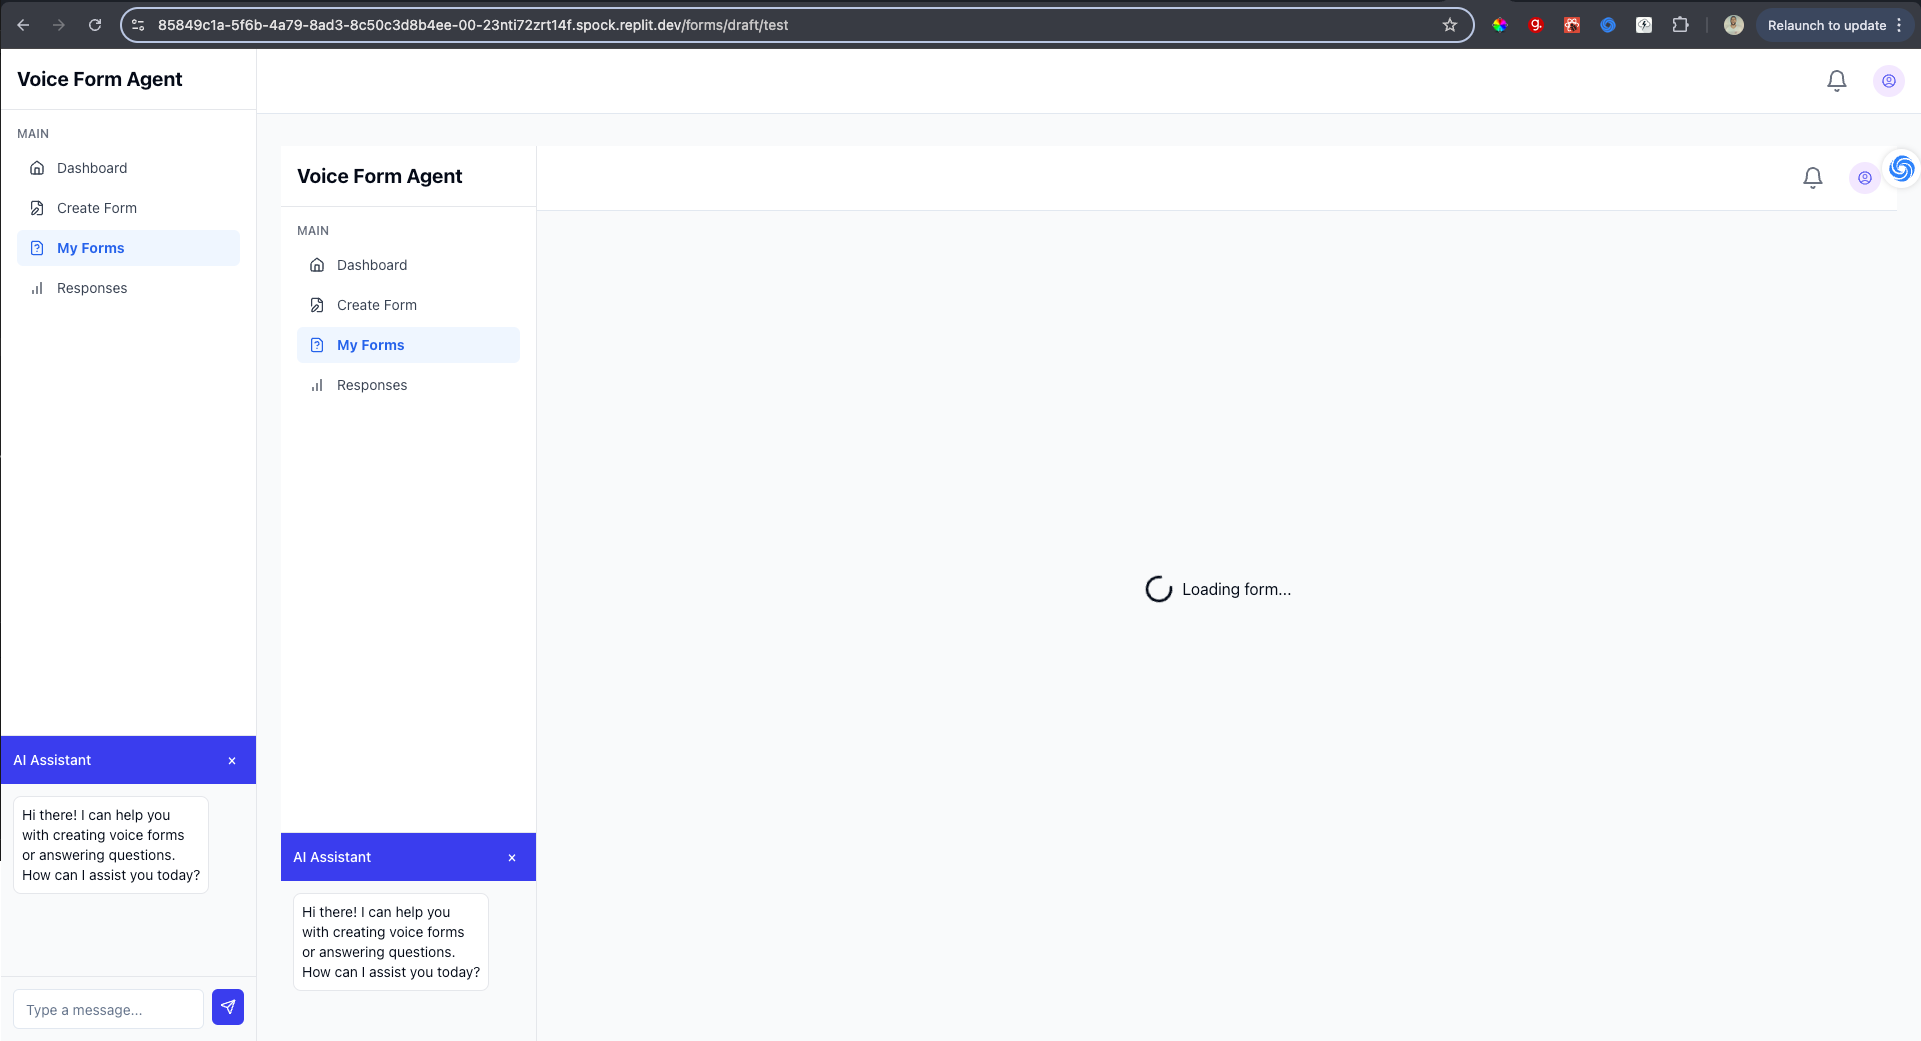 85849c1a-5f6b-4a79-8ad3-8c50c3d8b4ee-00-23nti72zrt14f.spock.replit.dev/forms/draft/test
g.
Relaunch to update
Voice Form Agent
MAIN
Dashboard
Create Form
My Forms
Responses
AI Assistant
×
Hi there! I can help you
with creating voice forms
or answering questions.
How can I assist you today?
Type a message...
Voice Form Agent
MAIN
Dashboard
Create Form
My Forms
Responses
AI Assistant
×
Hi there! I can help you
with creating voice forms
or answering questions.
How can I assist you today?
Loading form...